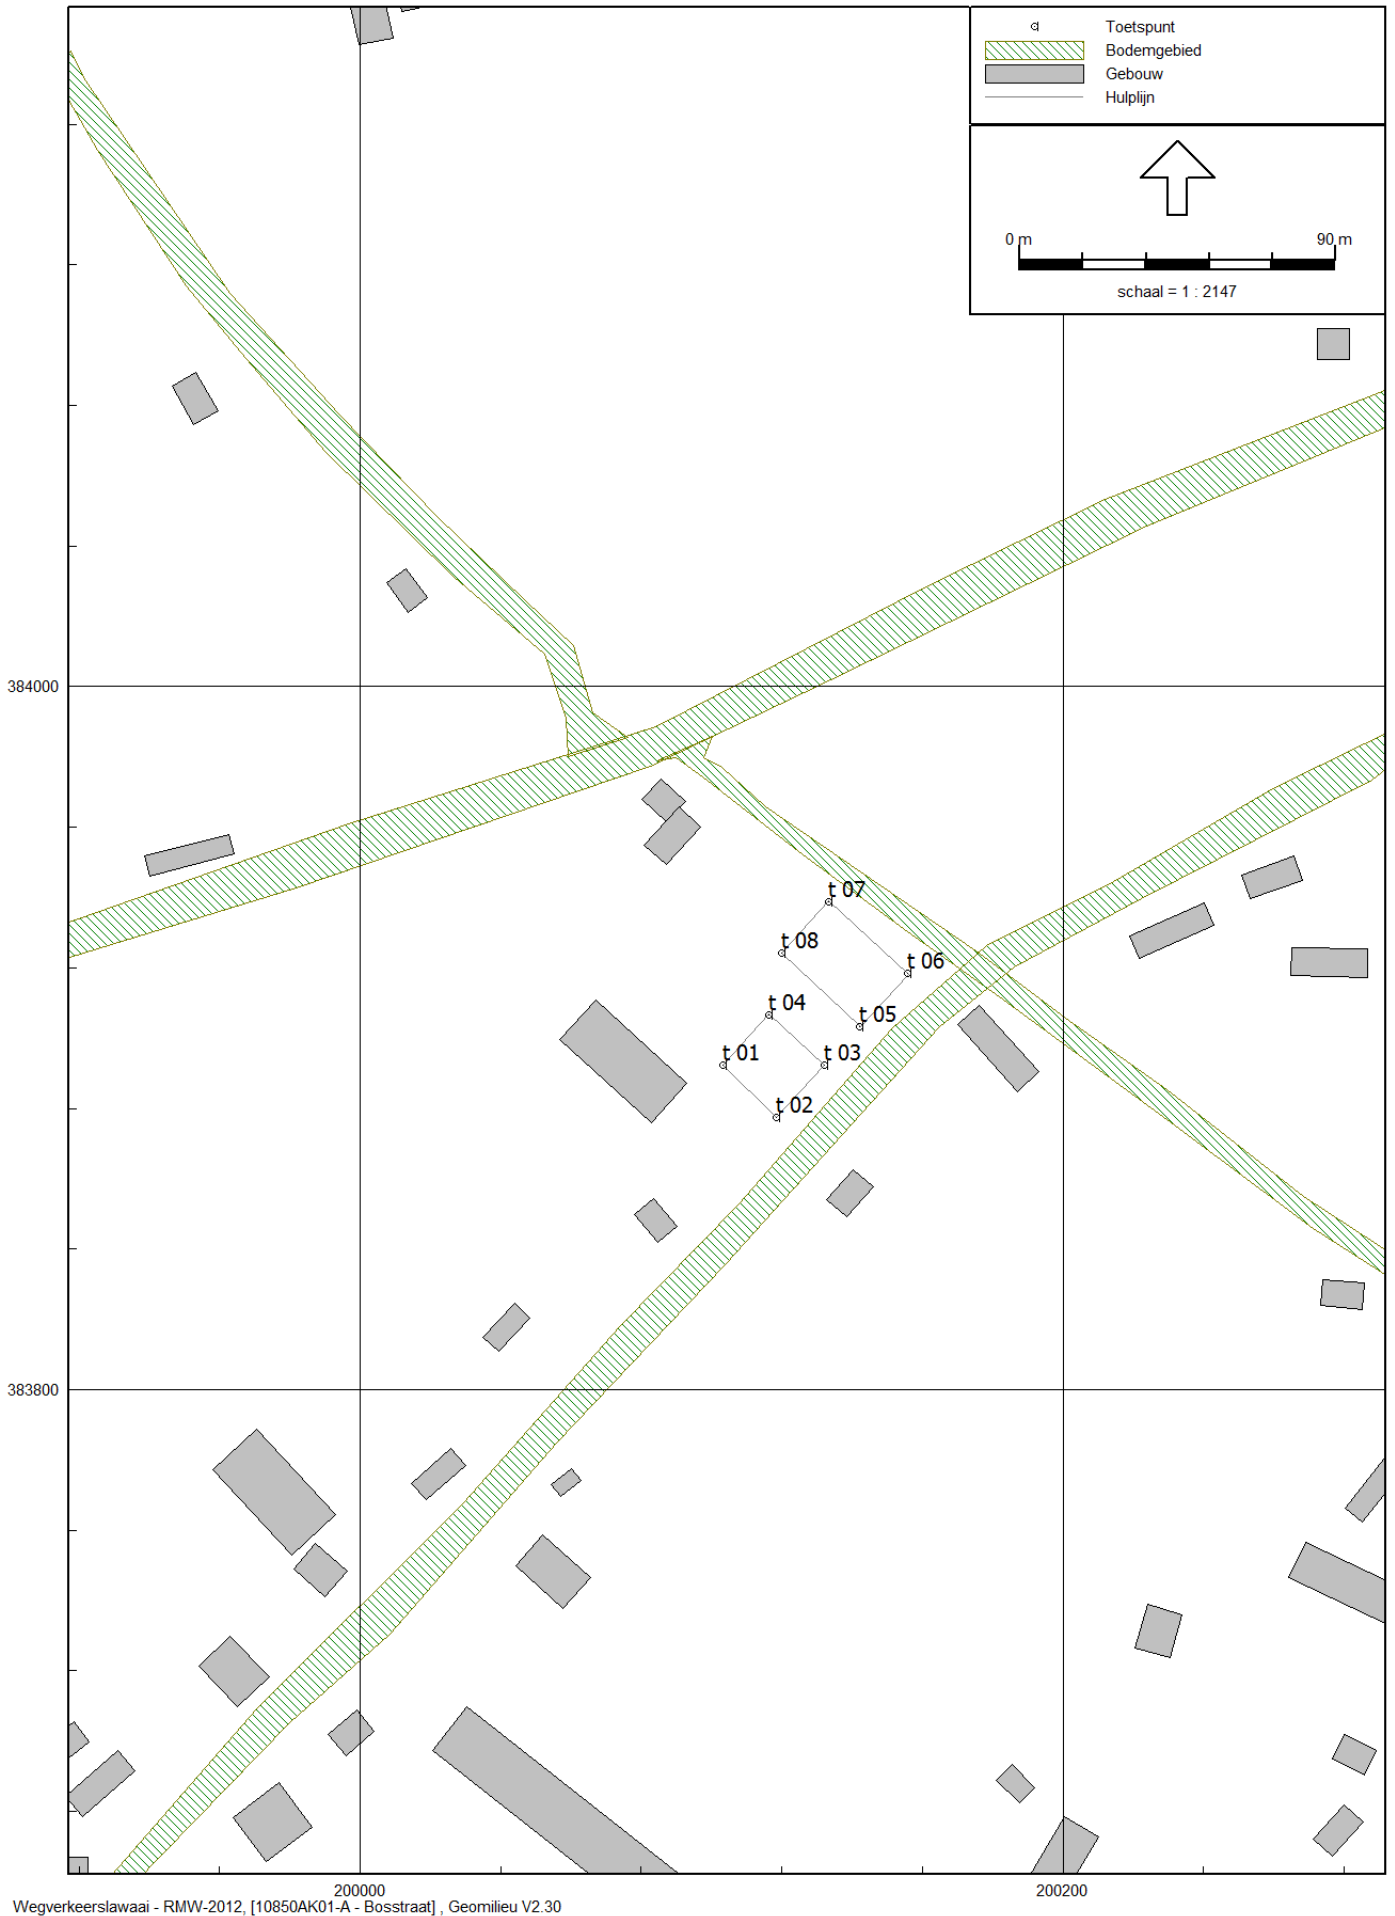 Toetspunt
Bodemgebied
Gebouw
Hulplijn
0 m 90 m
schaal = 1 : 2147
384000
t 07
t 08
t 06
t 04
t 05
t 01
t 03
t 02
383800
200000 200200
Wegverkeerslawaai - RMW-2012, [10850AK01-A - Bosstraat] , Geomilieu V2.30